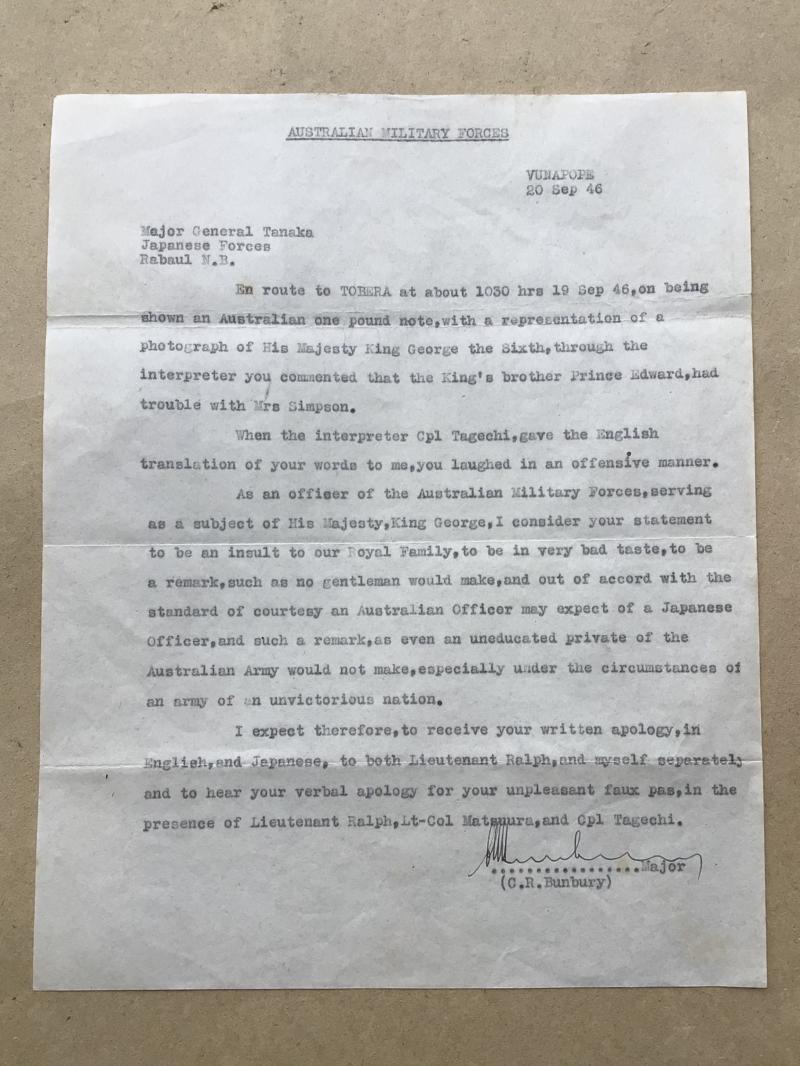 AUSTRALIAN MILITARY FORCES
VUNAPOPE
20 Sep 46
Major General Tanaka
Japanese Forces
Rabaul N.B.
En route to TOBERA at about 1030 hrs 19 Sep 46,on being
shown an Australian one pound note,with a representation of a
photograph of His Majesty King George the Sixth,through the
interpreter you commented that the King's brother Prince Edward,had
trouble with Mrs Simpson.
When the interpreter Cpl Tagechi,gave the English
translation of your words to me,you laughed in an offensive manner.
As an officer of the Australian Military Forces,serving
as a subject of His Majesty,King George,I consider your statement
to be an insult to our Royal Family,to be in very bad taste,to be
a remark,such as no gentleman would make,and out of accord with the
standard of courtesy an Australian Officer may expect of a Japanese
Officer,and such a remark,as even an uneducated private of the
Australian Army would not make,especially under the circumstances of
an army of an unvictorious nation.
I expect therefore,to receive your written apology,in
English,and Japanese, to both Lieutenant Ralph,and myself separately
and to hear your verbal apology for your unpleasant faux pas,in the
presence of Lieutenant Ralph,Lt-Col Matsuura,and Cpl Tagechi.
..................Major
(C.R.Bunbury)